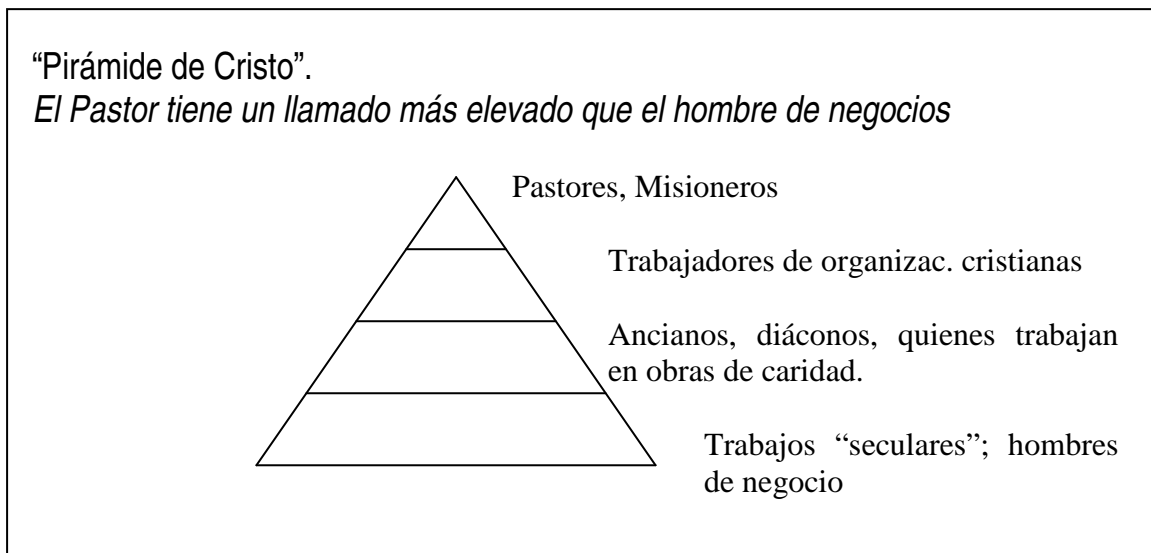 “Pirámide de Cristo”.
El Pastor tiene un llamado más elevado que el hombre de negocios
Pastores, Misioneros
Trabajadores de organizac. cristianas
Ancianos, diáconos, quienes trabajan
en obras de caridad.
Trabajos “seculares”; hombres
de negocio